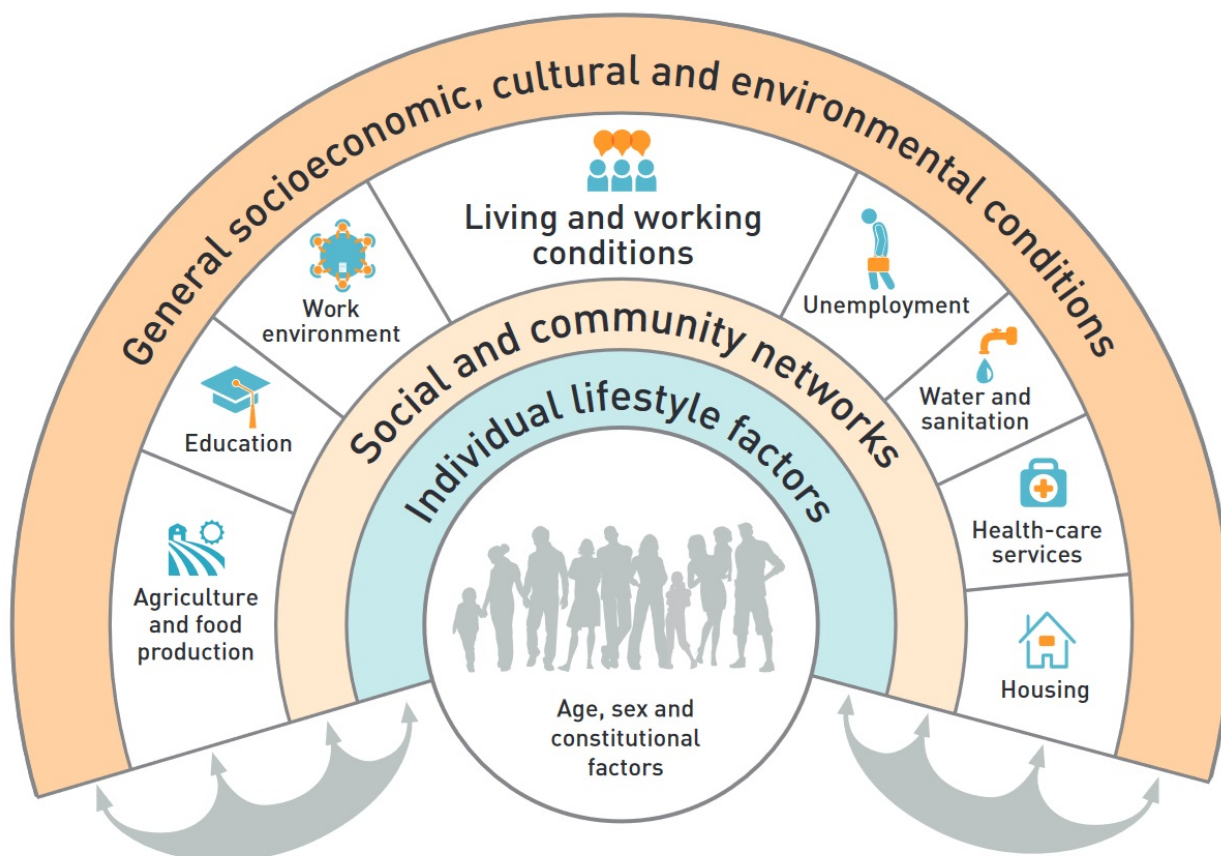 General socioeconomic, cultural and environmental conditions
Living and working
conditions
Work
environment
Unemployment
Education
Water and
sanitation
Agriculture
and food
production
Health-care
services
Housing
Social and community networks
Individual lifestyle factors
Age, sex and
constitutional
factors